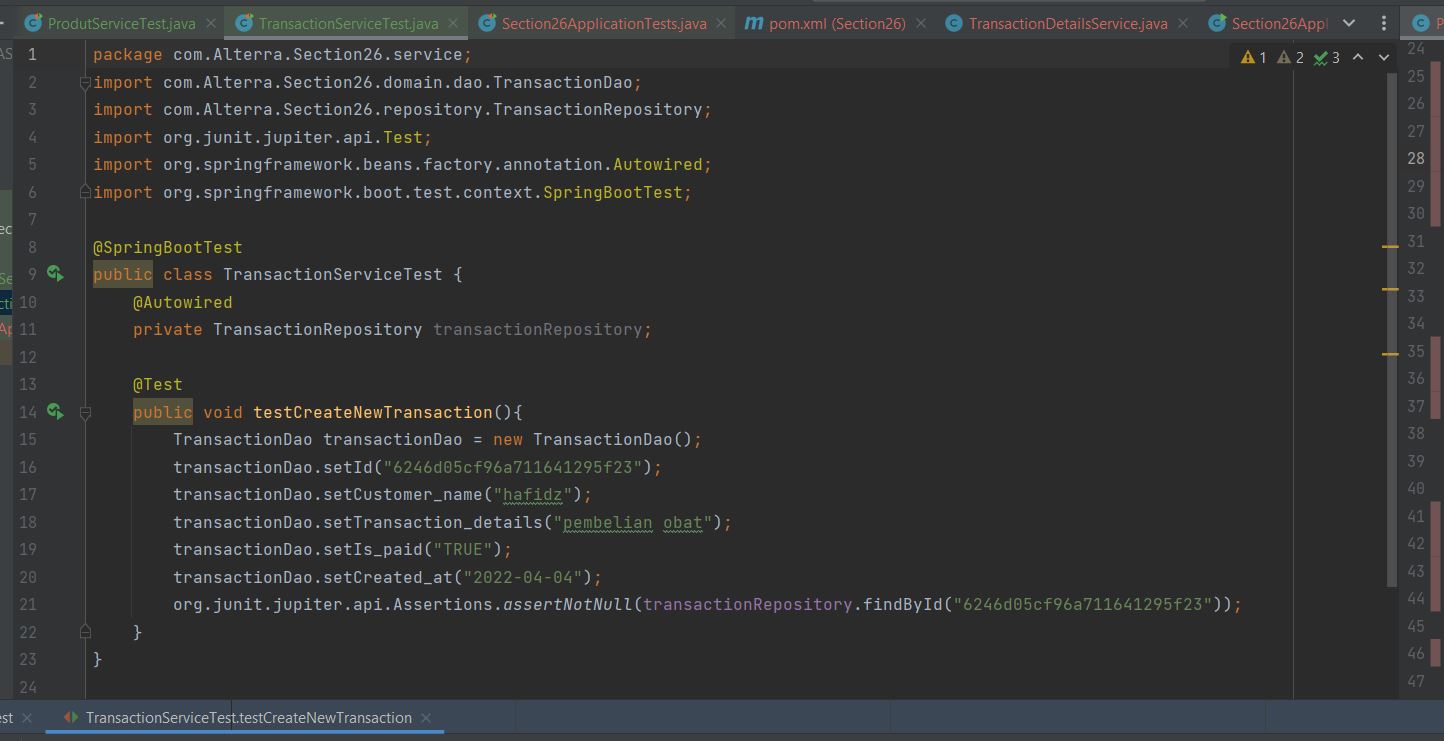 ProdutServiceTest.java
TransactionServiceTest.java
Section26ApplicationTests.java
pom.xml (Section26)
TransactionDetailsService.java
Section26Appl
1 package com.Alterra.Section26.service;
1 2 3
2 import com.Alterra.Section26.domain.dao.TransactionDao;
3 import com.Alterra.Section26.repository.TransactionRepository;
4 import org.junit.jupiter.api.Test;
5 import org.springframework.beans.factory.annotation.Autowired;
6 import org.springframework.boot.test.context.SpringBootTest;
7
8 @SpringBootTest
9 public class TransactionServiceTest {
10 @Autowired
11 private TransactionRepository transactionRepository;
12
13 @Test
14 public void testCreateNewTransaction(){
15 TransactionDao transactionDao = new TransactionDao();
16 transactionDao.setId("6246d05cf96a711641295f23");
17 transactionDao.setCustomer_name("hafidz");
18 transactionDao.setTransaction_details("pembelian obat");
19 transactionDao.setIs_paid("TRUE");
20 transactionDao.setCreated_at("2022-04-04");
21 org.junit.jupiter.api.Assertions.assertNotNull(transactionRepository.findById("6246d05cf96a711641295f23"));
22 }
23 }
24
24
25
26
27
28
29
30
31
32
33
34
35
36
37
38
39
40
41
42
43
44
45
46
47
est
TransactionServiceTest.testCreateNewTransaction